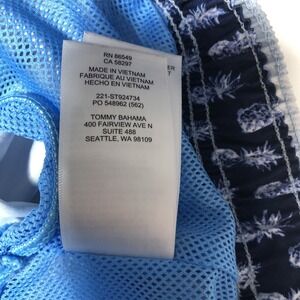 RN 86549
CA 58297
MADE IN VIETNAM
FABRIQUE AU VIETNAM
HECHO EN VIETNAM
221-ST924734
PO 548962 (562)
TOMMY BAHAMA
400 FAIRVIEW AVE N
SUITE 488
SEATTLE, WA 98109